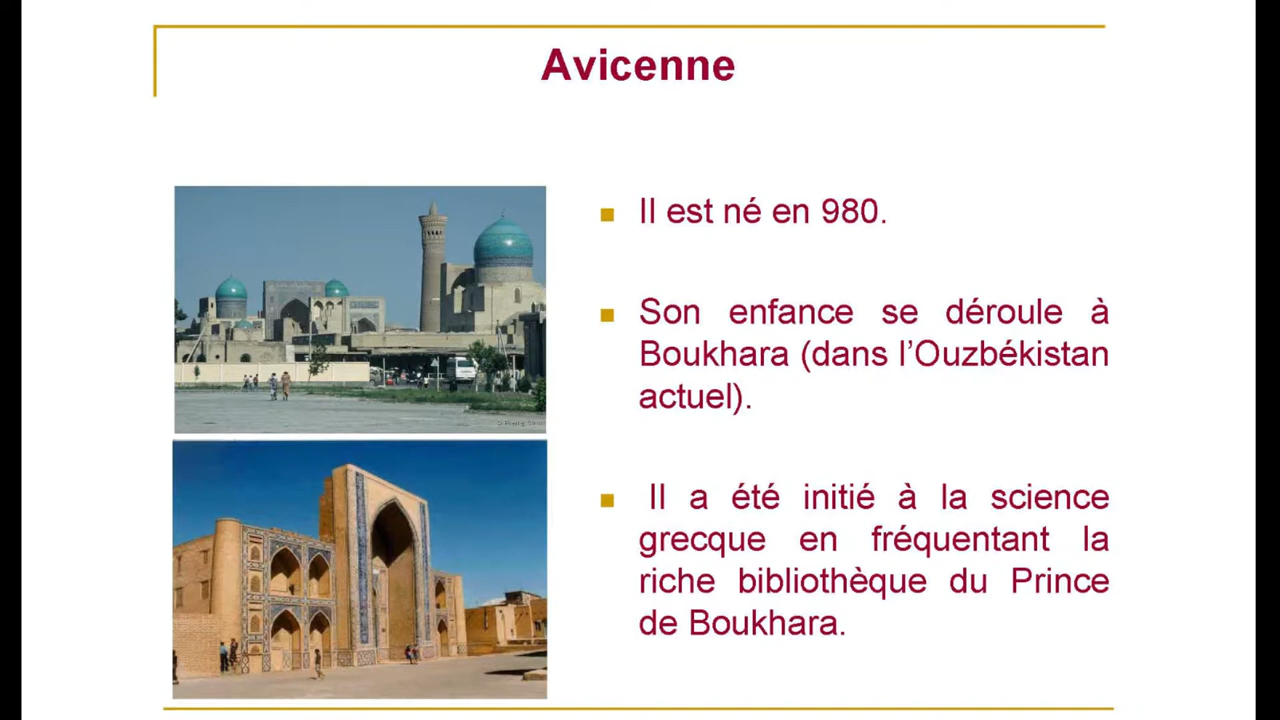 Avicenne
Il est né en 980.
Son enfance se déroule à
Boukhara (dans l’Ouzbékistan
actuel).
Il a été initié à la science
grecque en fréquentant la
riche bibliothèque du Prince
de Boukhara.